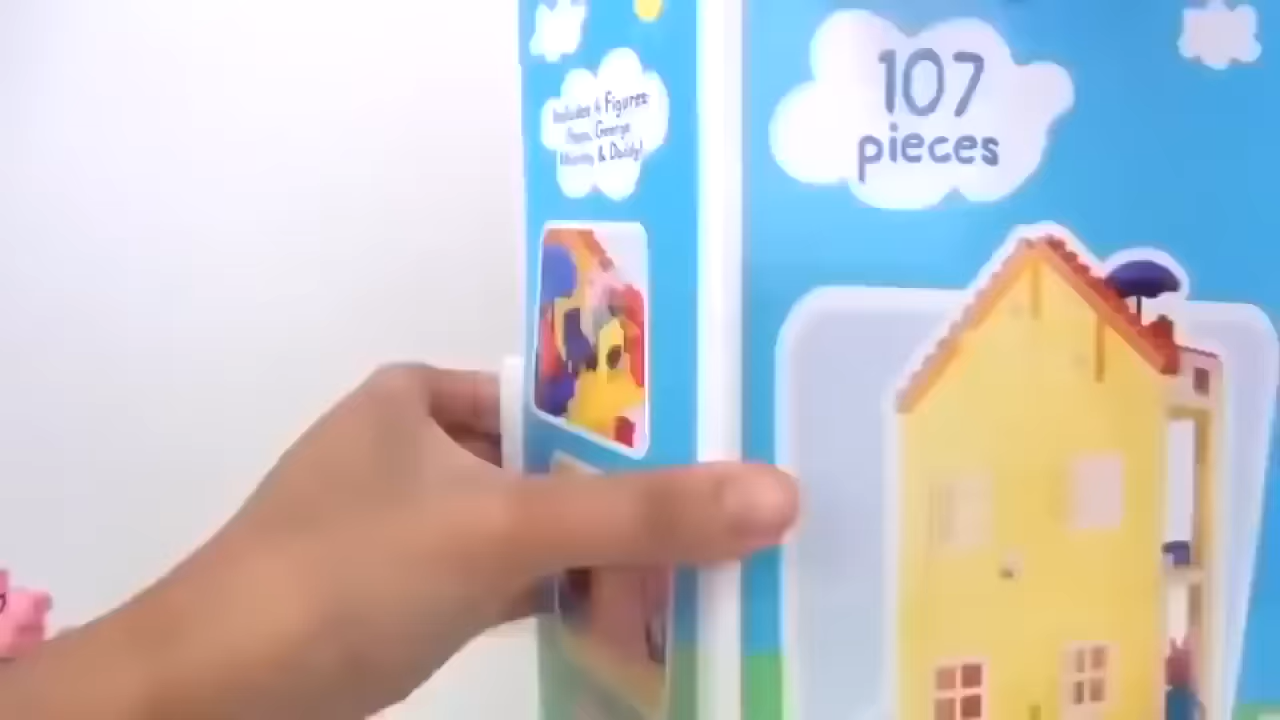 Includes 4 Figures:
Peppa, George,
Mummy & Daddy!
107
pieces